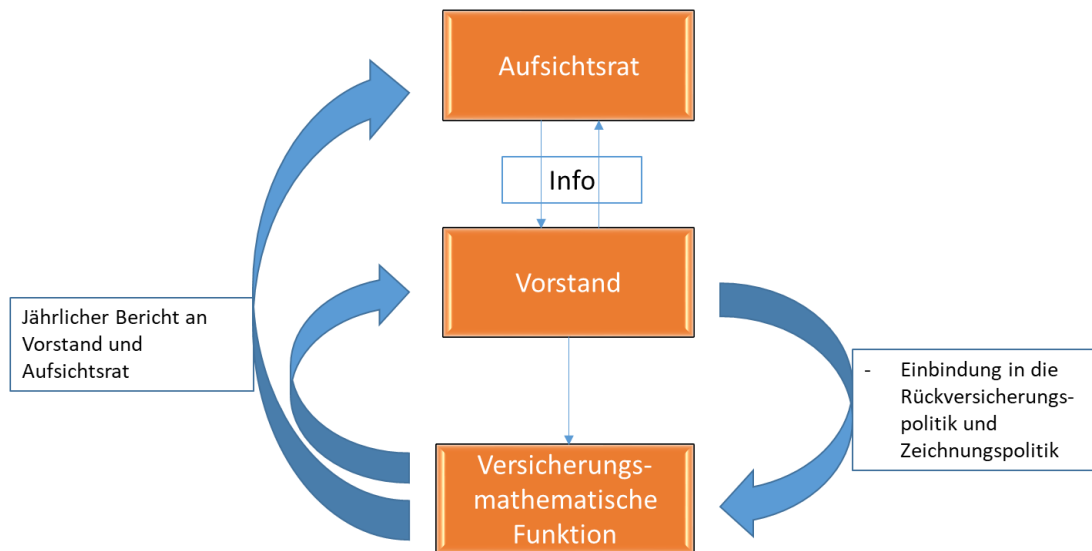 Aufsichtsrat
Info
Vorstand
Jährlicher Bericht an
Vorstand und
Aufsichtsrat
- Einbindung in die
Rückversicherungs-
politik und
Zeichnungspolitik
Versicherungs-
mathematische
Funktion